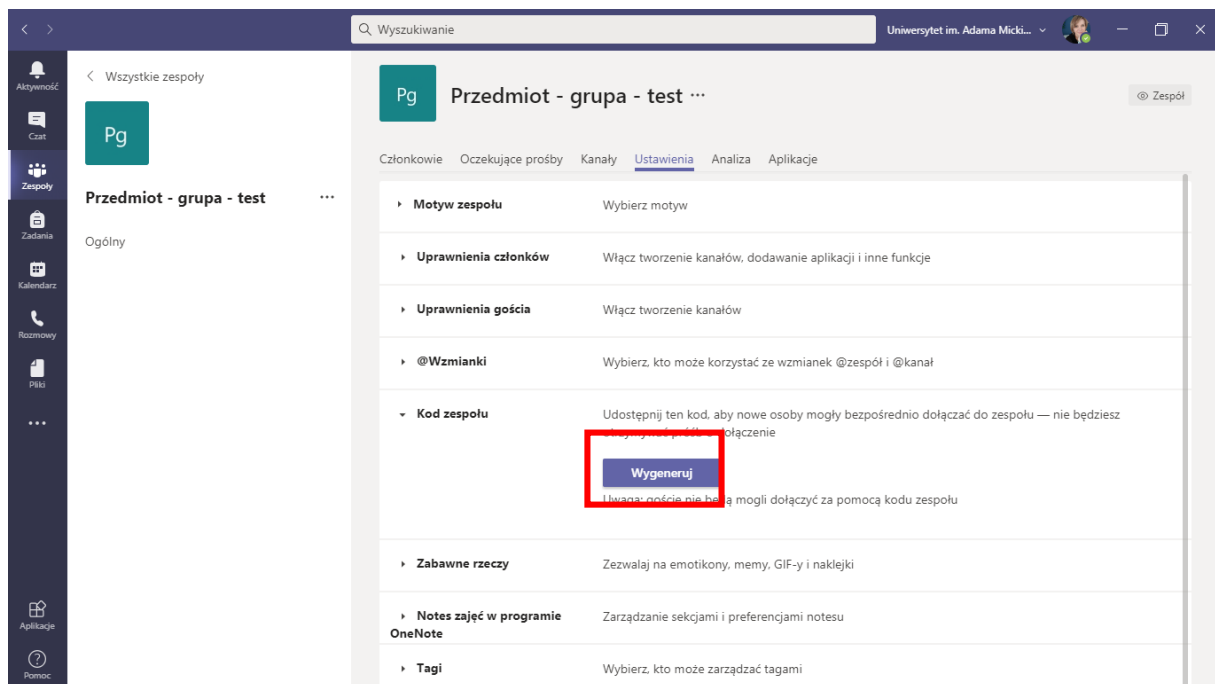 Wyszukiwanie
Uniwersytet im. Adama Micki...
Aktywność
Czat
Zespoły
Zadania
Kalendarz
Rozmowy
Pliki
Aplikacje
Pomoc
Wszystkie zespoły
Pg
Przedmiot - grupa - test ...
Ogólny
Pg
Przedmiot - grupa - test ...
Zespół
Członkowie Oczekujące prośby Kanały Ustawienia Analiza Aplikacje
Motyw zespołu Wybierz motyw
Uprawnienia członków Włącz tworzenie kanałów, dodawanie aplikacji i inne funkcje
Uprawnienia gościa Włącz tworzenie kanałów
@Wzmianki Wybierz, kto może korzystać ze wzmianek @zespół i @kanał
Kod zespołu Udostępnij ten kod, aby nowe osoby mogły bezpośrednio dołączać do zespołu — nie będziesz
Wygeneruj
Uwaga: goście nie będą mogli dołączyć za pomocą kodu zespołu
Zabawne rzeczy Zezwalaj na emotikony, memy, GIF-y i naklejki
Notes zajęć w programie Zarządzanie sekcjami i preferencjami notesu
OneNote
Tagi Wybierz, kto może zarządzać tagami